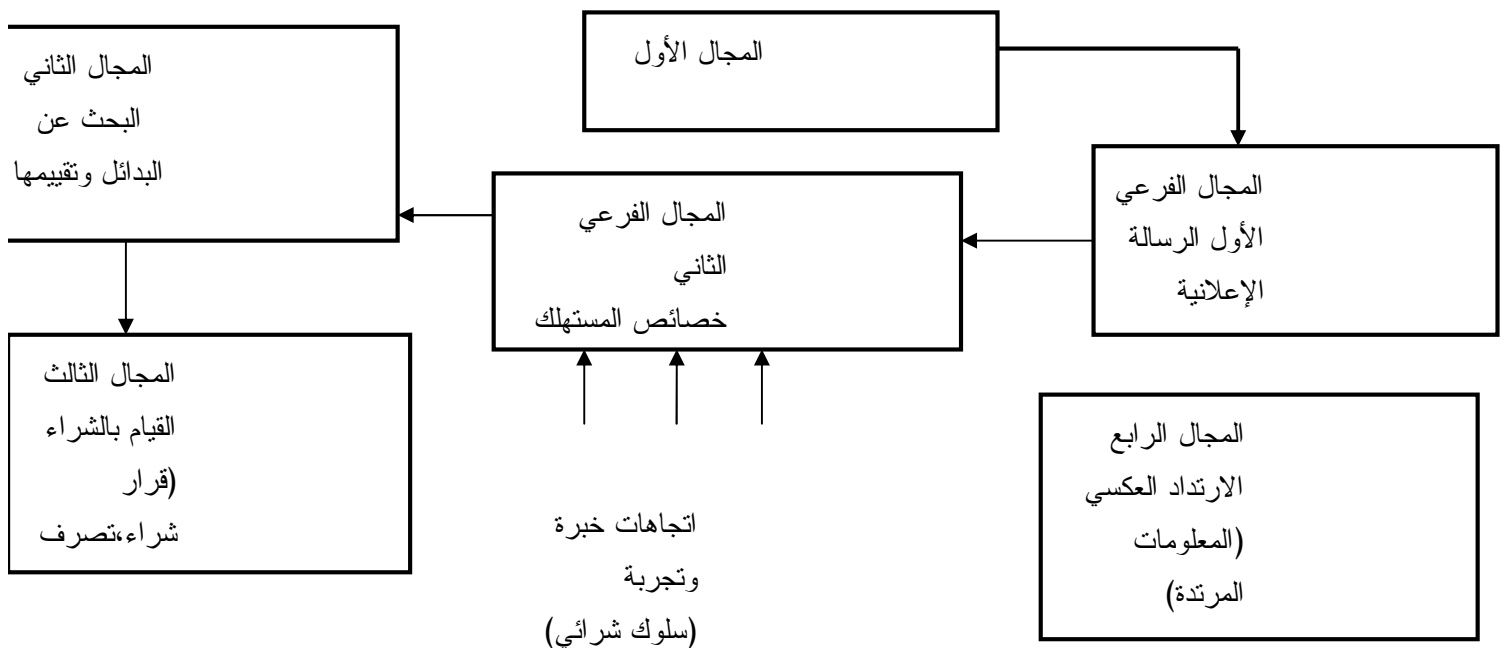 المجال الأول
المجال الفرعي
الأول الرسالة
الإعلانية
المجال الفرعي
الثاني
خصائص المستهلك
المجال الثاني
البحث عن
البدائل وتقييمها
المجال الثالث
القيام بالشراء
(قرار
شراء،تصرف
اتجاهات خبرة
وتجربة
(سلوك شرائي)
المجال الرابع
الارتداد العكسي
(المعلومات
المرتدة)